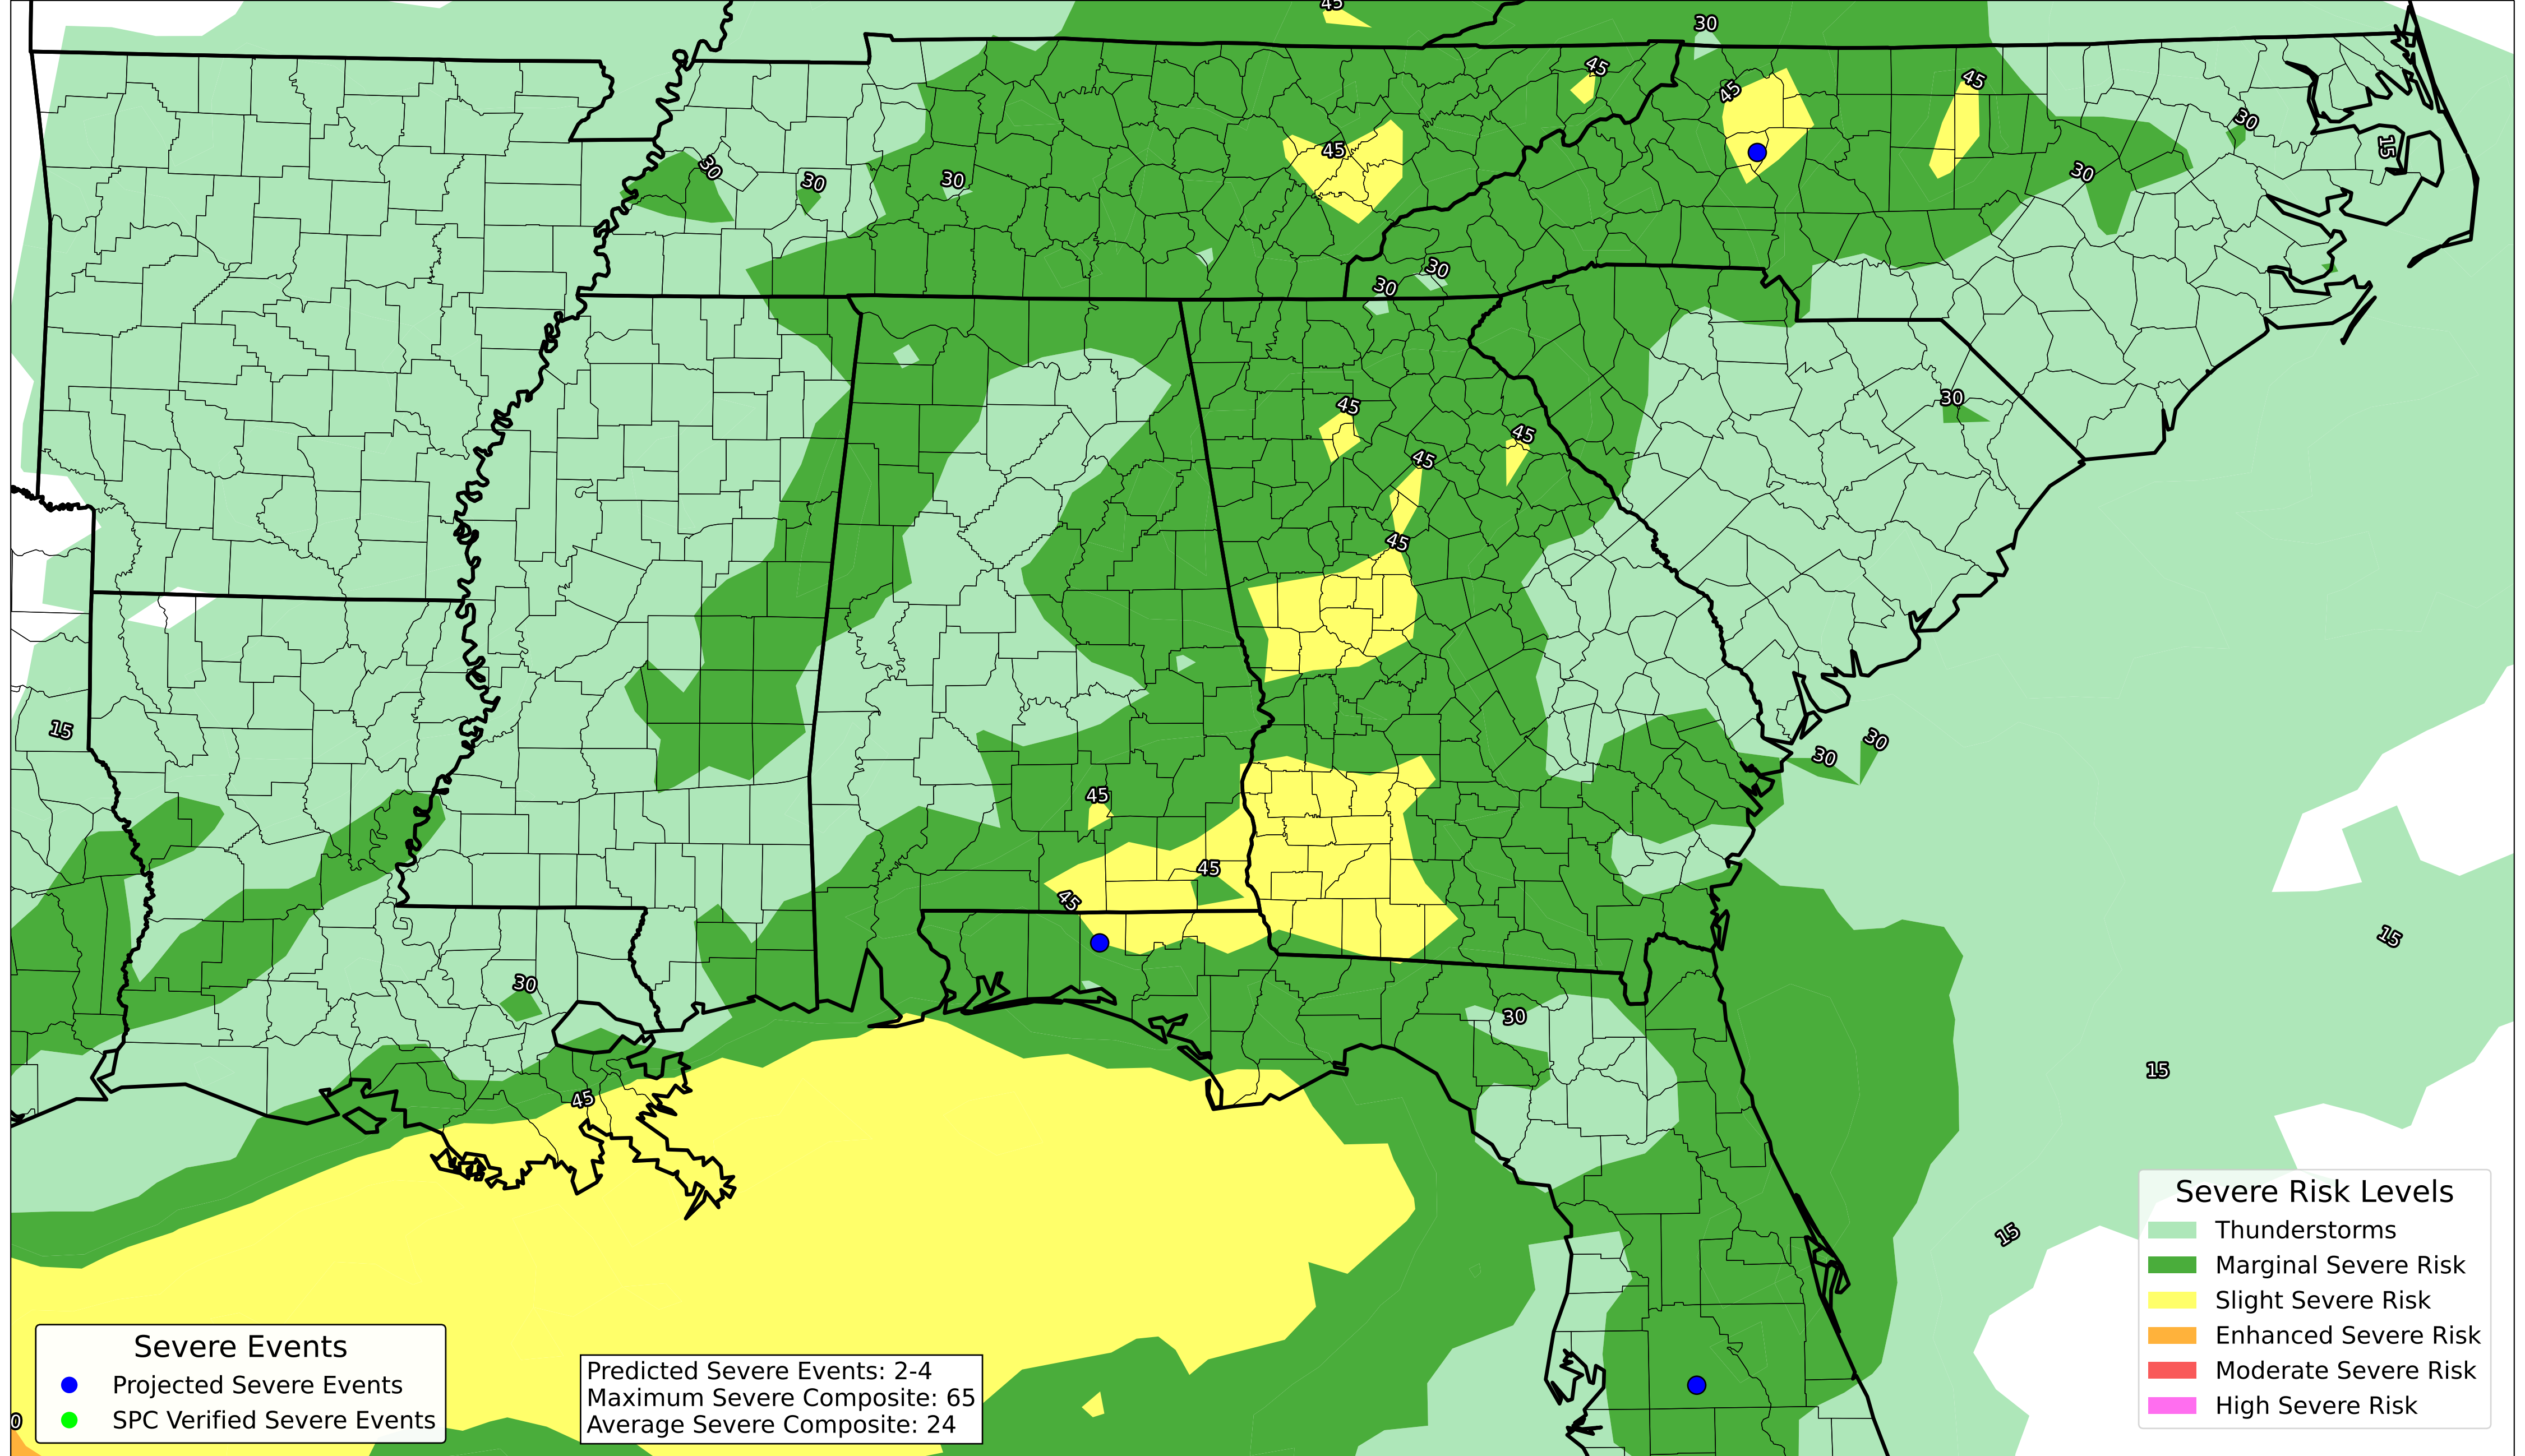 45
30
45
45
45
30
15
45
30
30
30
30
30
30
30
45
45
45
45
15
30
30
45
45
45
15
30
30
15
45
15
0
Severe Events
Projected Severe Events
SPC Verified Severe Events
Predicted Severe Events: 2-4
Maximum Severe Composite: 65
Average Severe Composite: 24
Severe Risk Levels
Thunderstorms
Marginal Severe Risk
Slight Severe Risk
Enhanced Severe Risk
Moderate Severe Risk
High Severe Risk